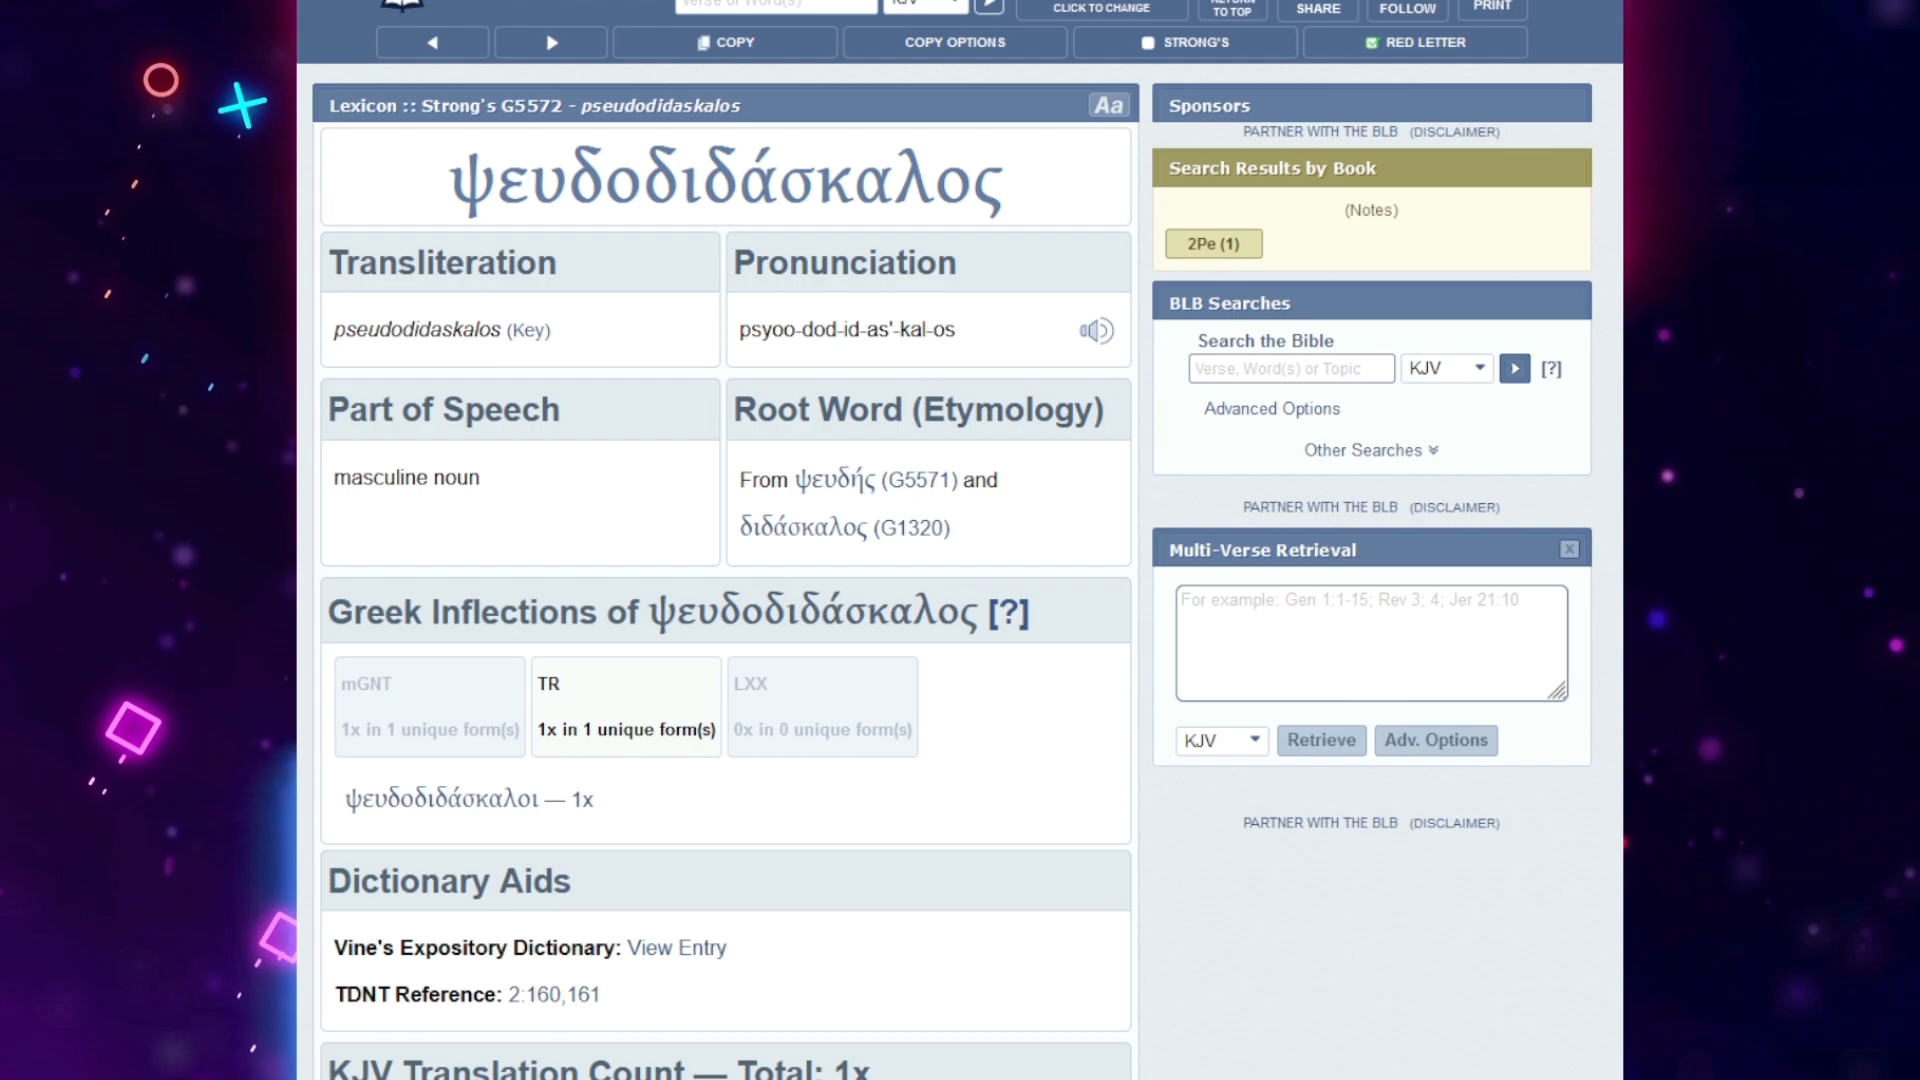 CLICK TO CHANGE
TO TOP
SHARE
FOLLOW
PRINT
COPY
COPY OPTIONS
STRONG'S
RED LETTER
Lexicon :: Strong's G5572 - pseudodidaskalos
Aa
ψευδοδιδάσκαλος
Transliteration
Pronunciation
pseudodidaskalos (Key)
psyoo-dod-id-as'-kal-os
Part of Speech
Root Word (Etymology)
masculine noun
From ψευδής (G5571) and
διδάσκαλος (G1320)
Greek Inflections of ψευδοδιδάσκαλος [?]
mGNT
TR
LXX
1x in 1 unique form(s)
1x in 1 unique form(s)
0x in 0 unique form(s)
ψευδοδιδάσκαλοι — 1x
Dictionary Aids
Vine's Expository Dictionary: View Entry
TDNT Reference: 2:160,161
KJV Translation Count — Total: 1x
Sponsors
PARTNER WITH THE BLB (DISCLAIMER)
Search Results by Book
(Notes)
2Pe (1)
BLB Searches
Search the Bible
Verse, Word(s) or Topic
KJV
[?]
Advanced Options
Other Searches
PARTNER WITH THE BLB (DISCLAIMER)
Multi-Verse Retrieval
x
For example: Gen 1:1-15; Rev 3; 4; Jer 21:10
KJV
Retrieve
Adv. Options
PARTNER WITH THE BLB (DISCLAIMER)